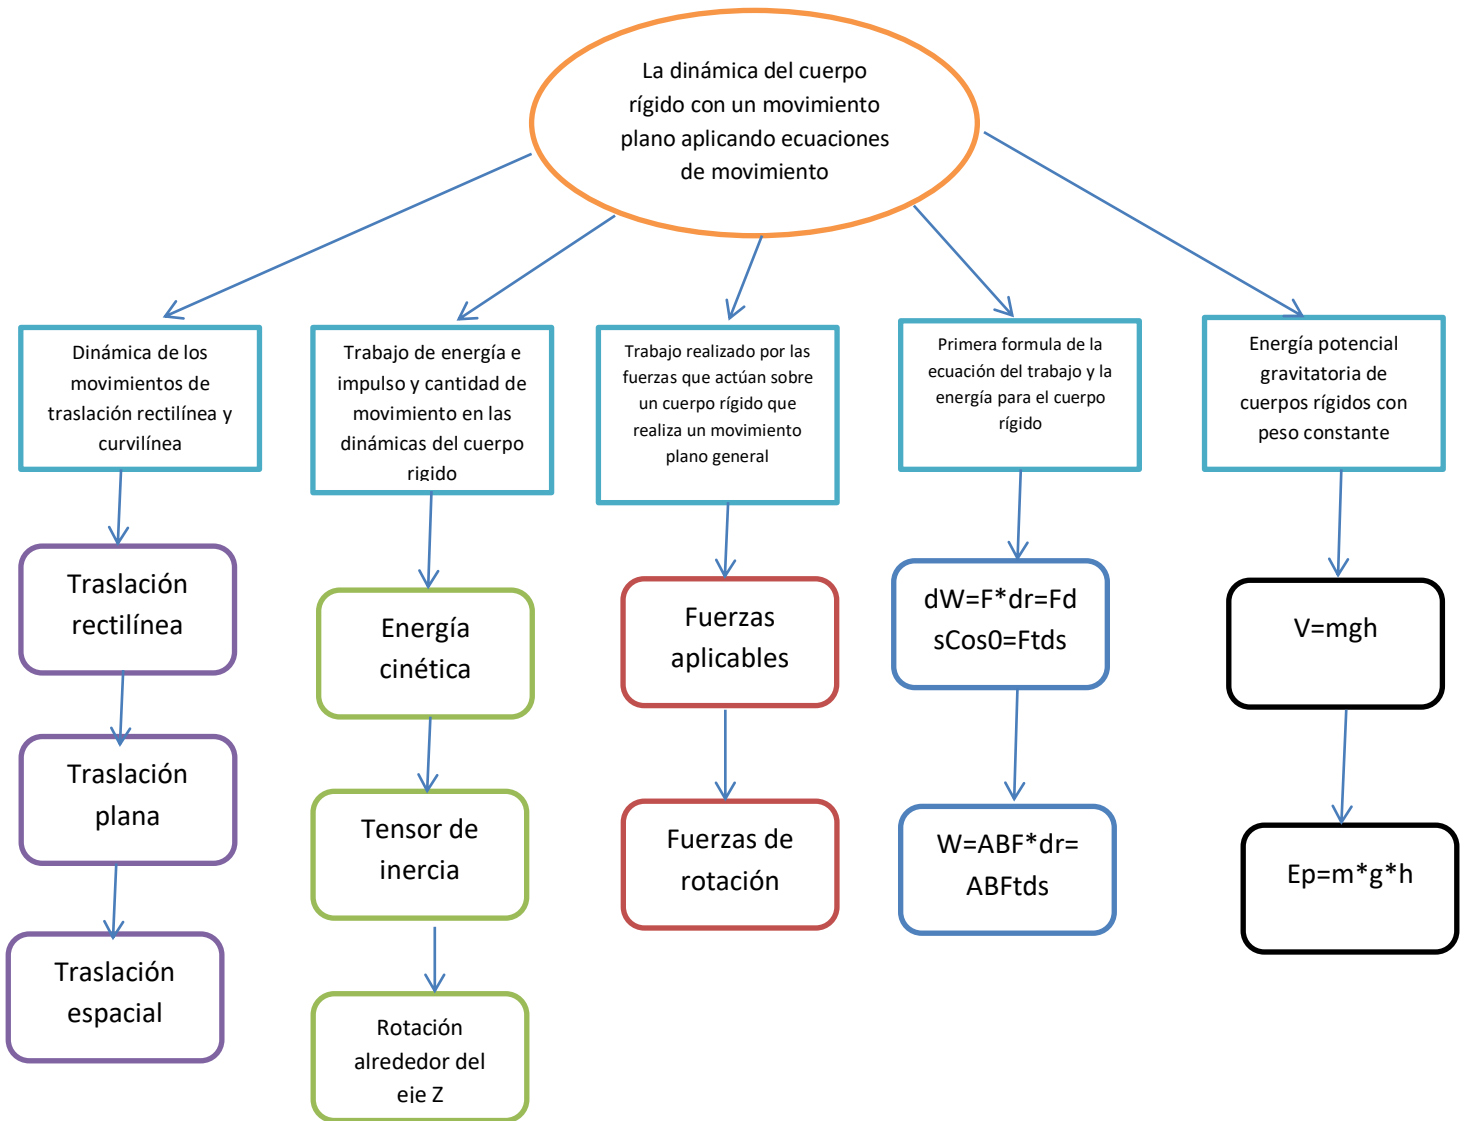 La dinámica del cuerpo
rígido con un movimiento
plano aplicando ecuaciones
de movimiento
Dinámica de los
movimientos de
traslación rectilínea y
curvilínea
Trabajo de energía e
impulso y cantidad de
movimiento en las
dinámicas del cuerpo
rigido
Trabajo realizado por las
fuerzas que actúan sobre
un cuerpo rígido que
realiza un movimiento
plano general
Primera formula de la
ecuación del trabajo y la
energía para el cuerpo
rígido
Energía potencial
gravitatoria de
cuerpos rígidos con
peso constante
Traslación
rectilínea
Traslación
plana
Traslación
espacial
Energía
cinética
Tensor de
inercia
Rotación
alrededor del
eje Z
Fuerzas
aplicables
Fuerzas de
rotación
dW=F*dr=Fd
sCos0=Ftds
W=ABF*dr=
ABFtds
V=mgh
Ep=m*g*h